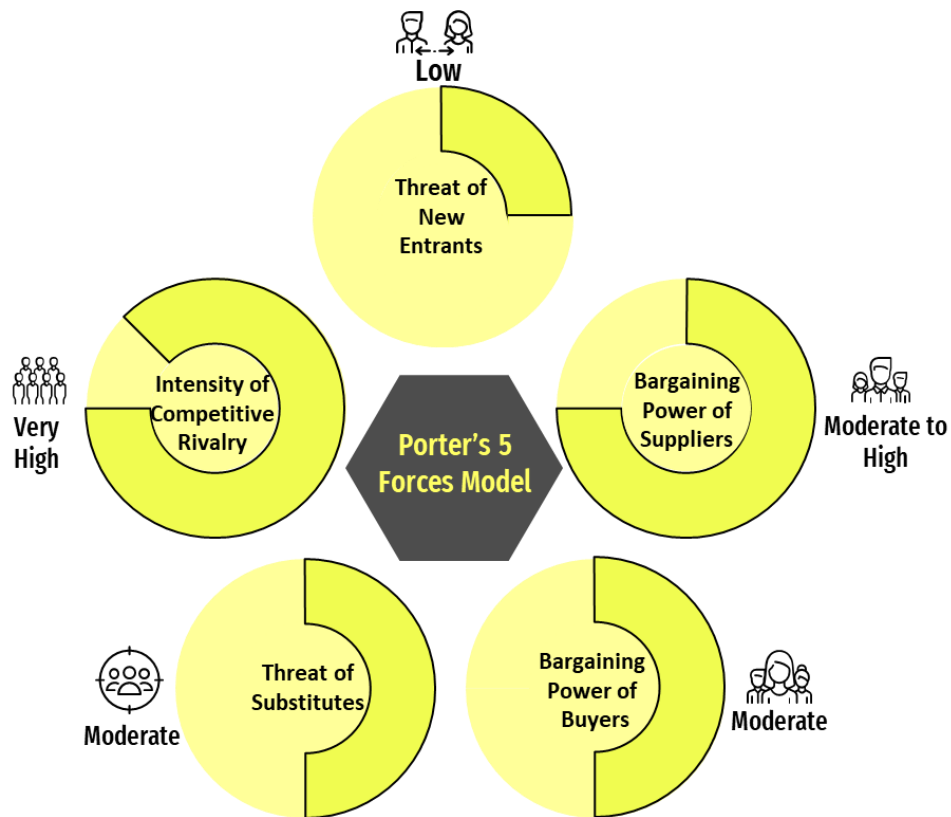 Low
Threat of
New
Entrants
Intensity of
Competitive
Rivalry
Very
High
Bargaining
Power of
Suppliers
Moderate to
High
Porter’s 5
Forces Model
Threat of
Substitutes
Moderate
Bargaining
Power of
Buyers
Moderate